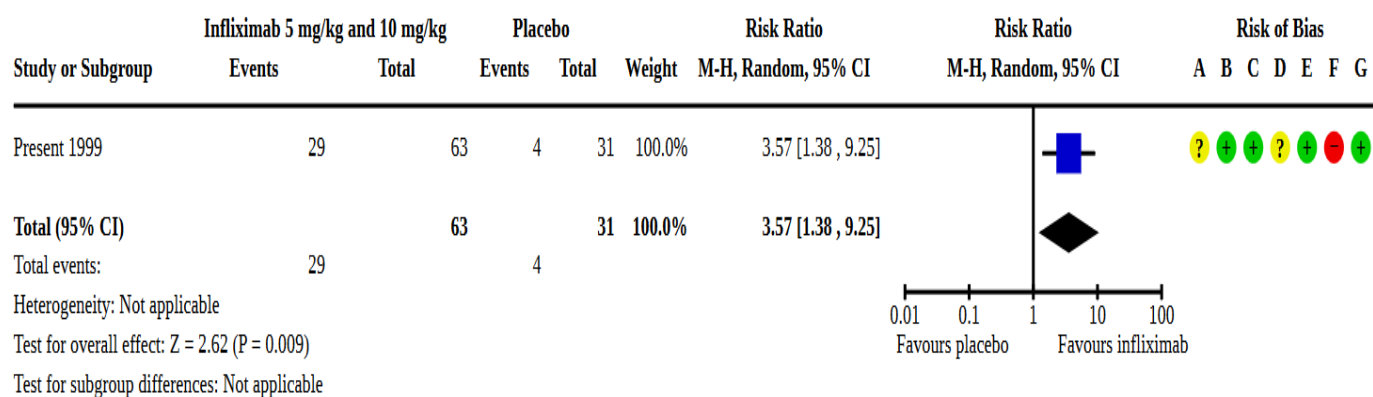 Infliximab 5 mg/kg and 10 mg/kg Placebo Risk Ratio Risk Ratio Risk of Bias
Study or Subgroup Events Total Events Total Weight M-H, Random, 95% CI M-H, Random, 95% CI A B C D E F G
Present 1999 29 63 4 31 100.0% 3.57 [1.38 , 9.25] ? + + ? + − +
Total (95% CI) 63 31 100.0% 3.57 [1.38 , 9.25]
Total events: 29 4
Heterogeneity: Not applicable
0.01 0.1 1 10 100
Test for overall effect: Z = 2.62 (P = 0.009) Favours placebo Favours infliximab
Test for subgroup differences: Not applicable